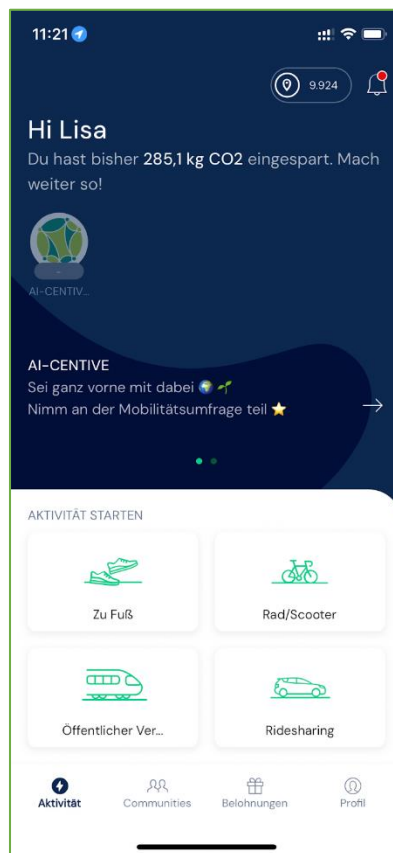 11:21
9.924
Hi Lisa
Du hast bisher 285,1 kg CO2 eingespart. Mach
weiter so!
AI-CENTIV...
AI-CENTIVE
Sei ganz vorne mit dabei 🌍 🌱
Nimm an der Mobilitätsumfrage teil ⭐
AKTIVITÄT STARTEN
Zu Fuß
Rad/Scooter
Öffentlicher Ver...
Ridesharing
Aktivität
Communities
Belohnungen
Profil